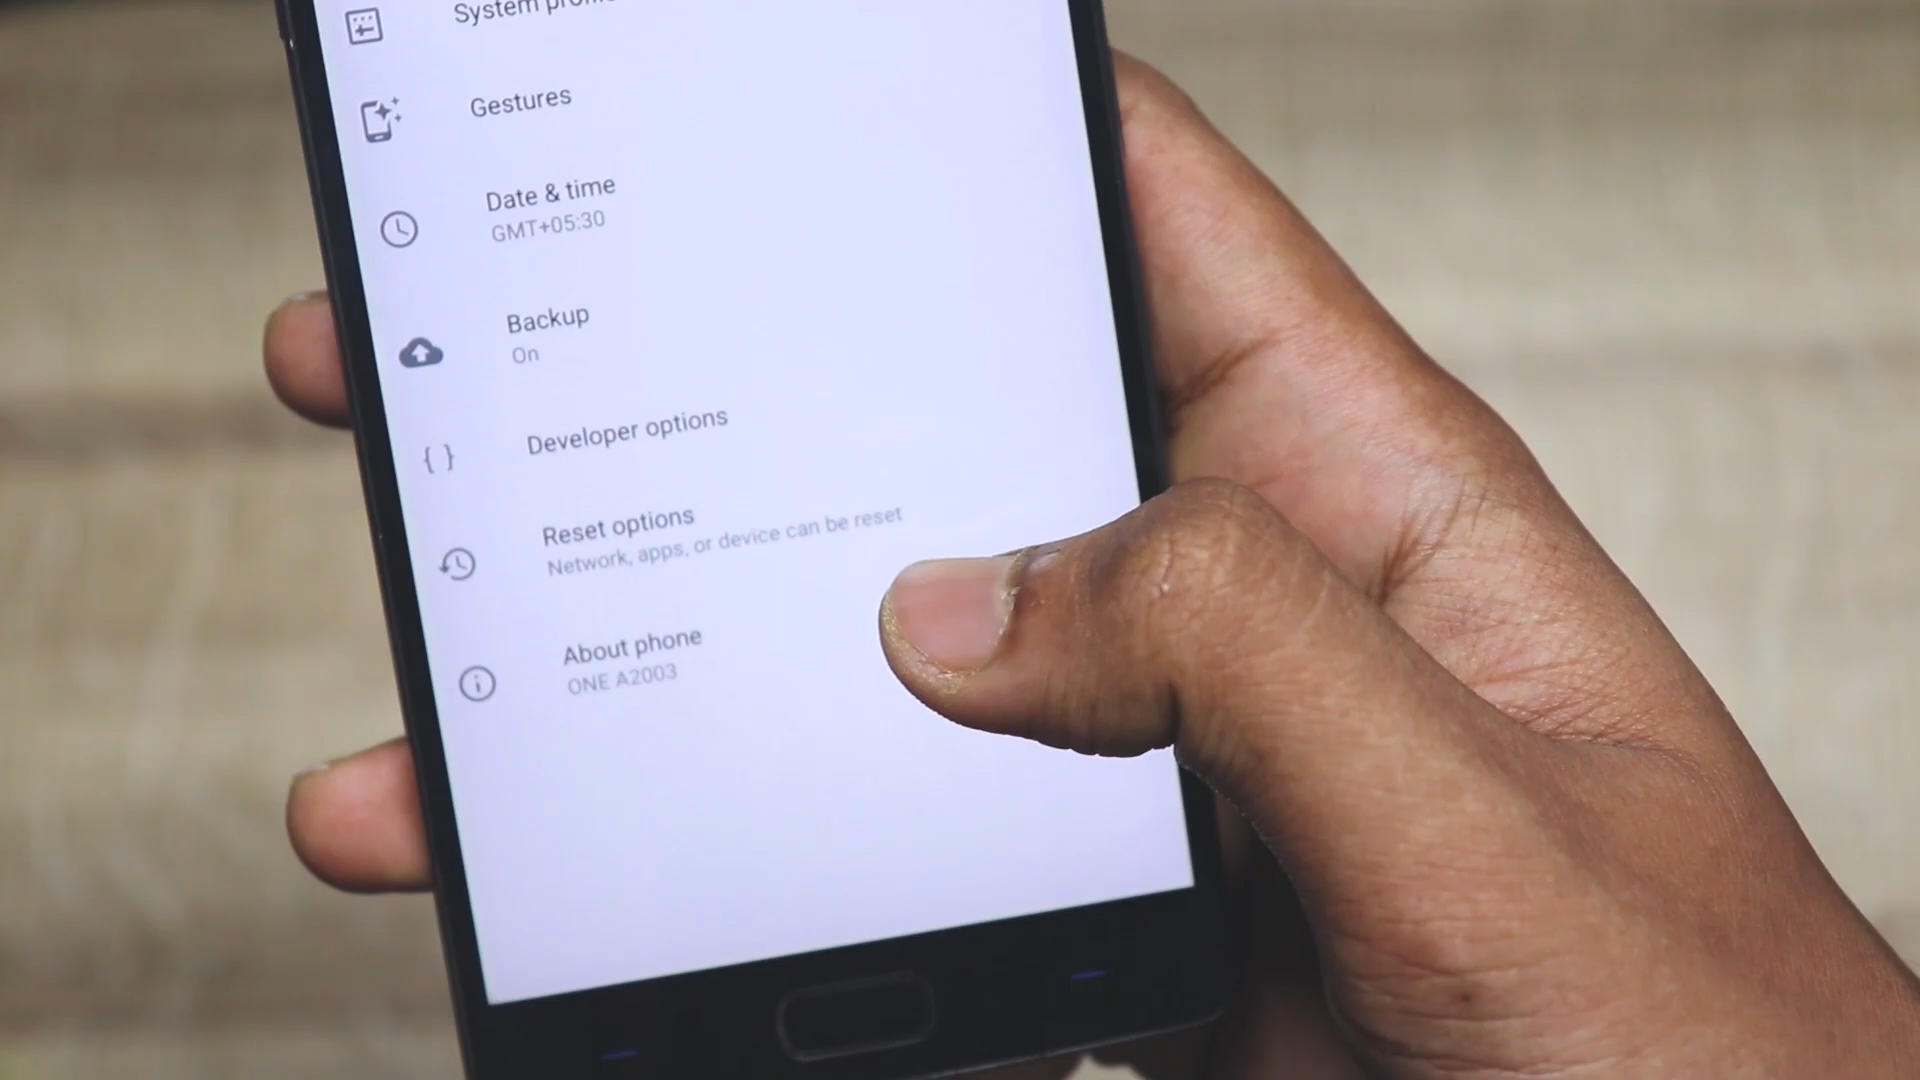 System
Gestures
Date & time
GMT+05:30
Backup
On
Developer options
Reset options
Network, apps, or device can be reset
About phone
ONE A2003